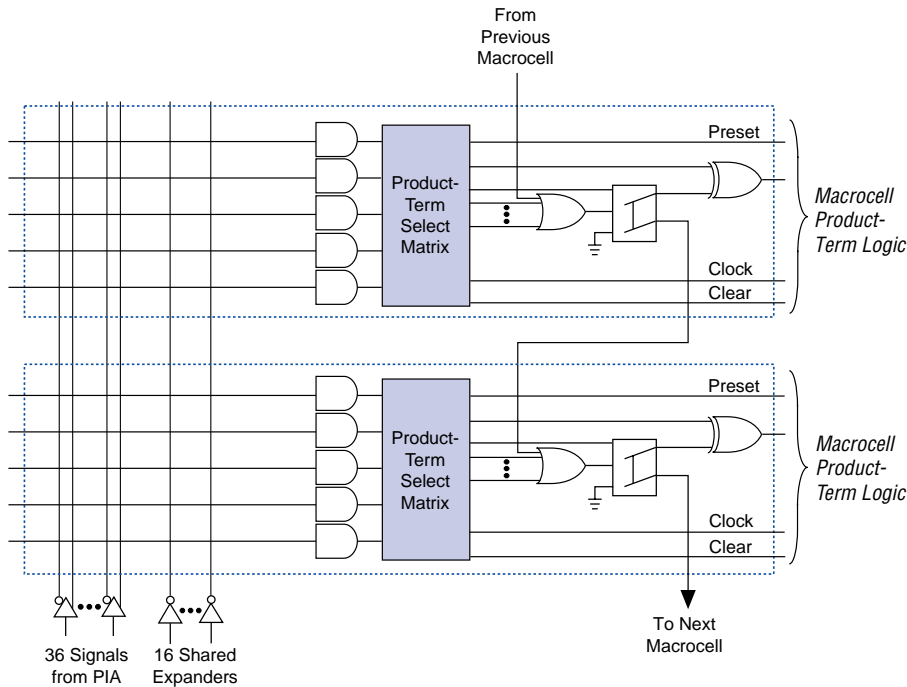 From
Previous
Macrocell
Preset
Product-
Term
Select
Matrix
Macrocell
Product-
Term Logic
Clock
Clear
Preset
Product-
Term
Select
Matrix
Macrocell
Product-
Term Logic
Clock
Clear
36 Signals
from PIA
16 Shared
Expanders
To Next
Macrocell